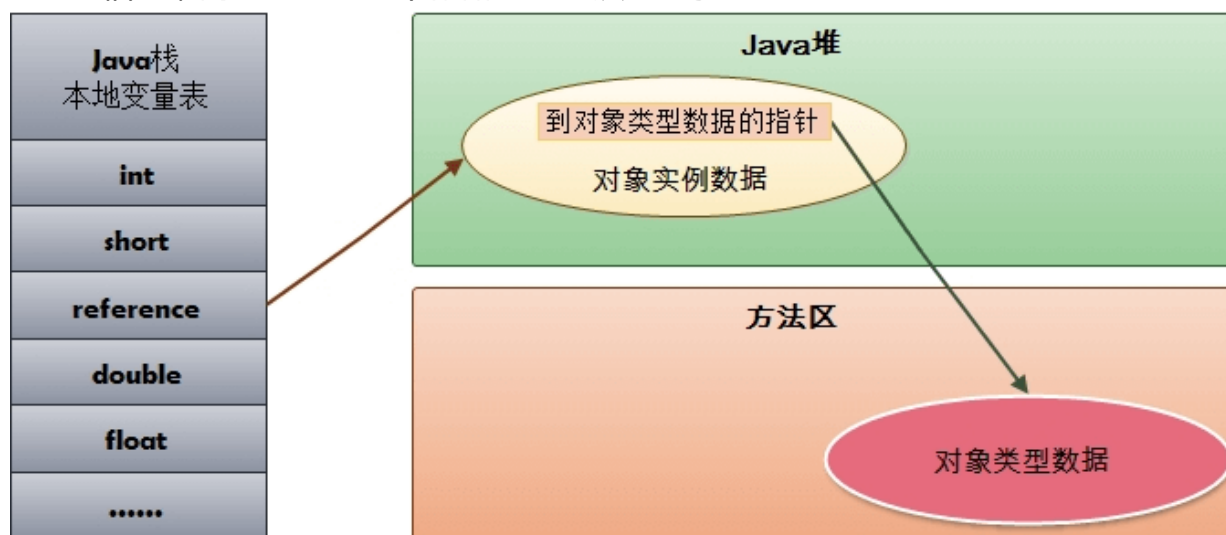 Java栈
本地变量表
int
short
reference
double
float
......
Java堆
到对象类型数据的指针
对象实例数据
方法区
对象类型数据